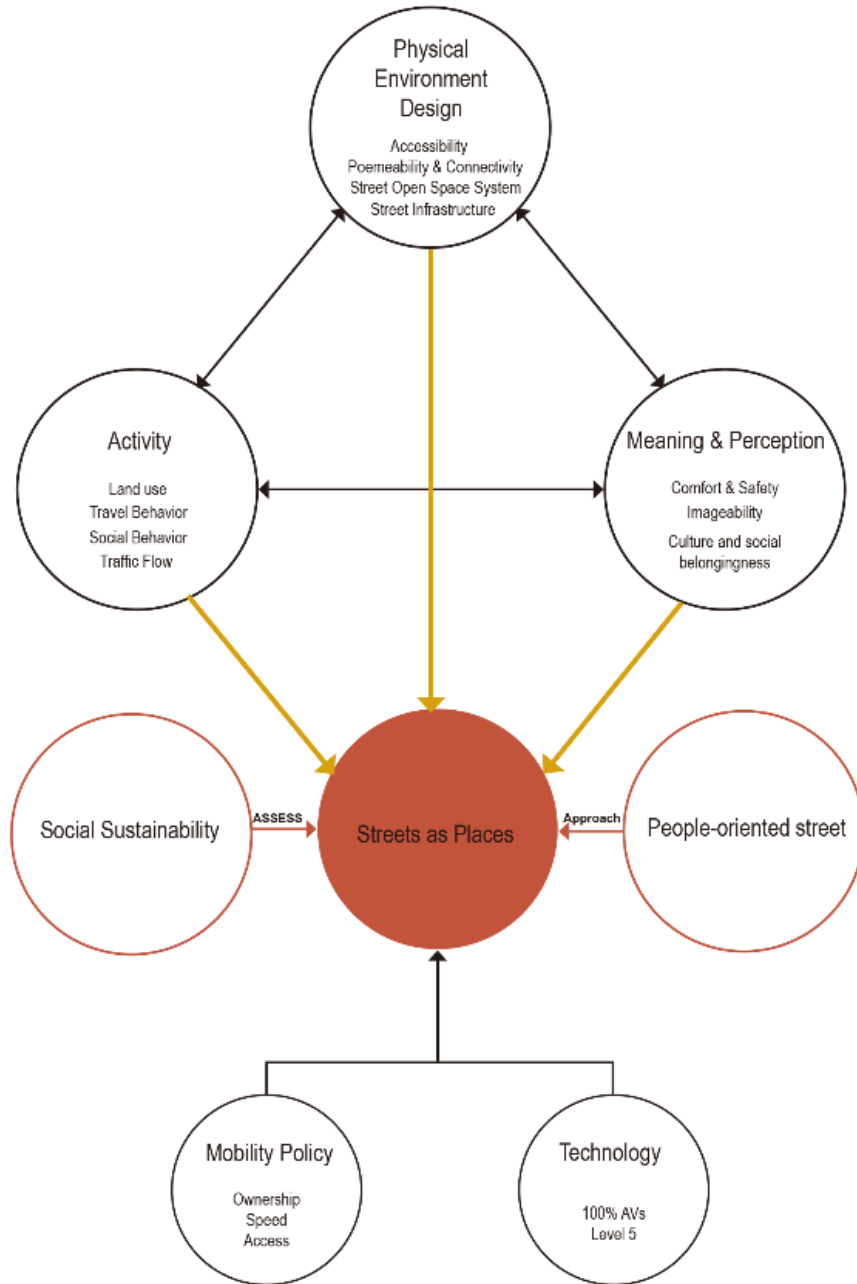 Physical
Environment
Design
Accessibility
Poemeability & Connectivity
Street Open Space System
Street Infrastructure
Activity
Land use
Travel Behavior
Social Behavior
Traffic Flow
Meaning & Perception
Comfort & Safety
Imageability
Culture and social
belongingness
Social Sustainability
ASSESS
Streets as Places
Approach
People-oriented street
Mobility Policy
Ownership
Speed
Access
Technology
100% AVs
Level 5